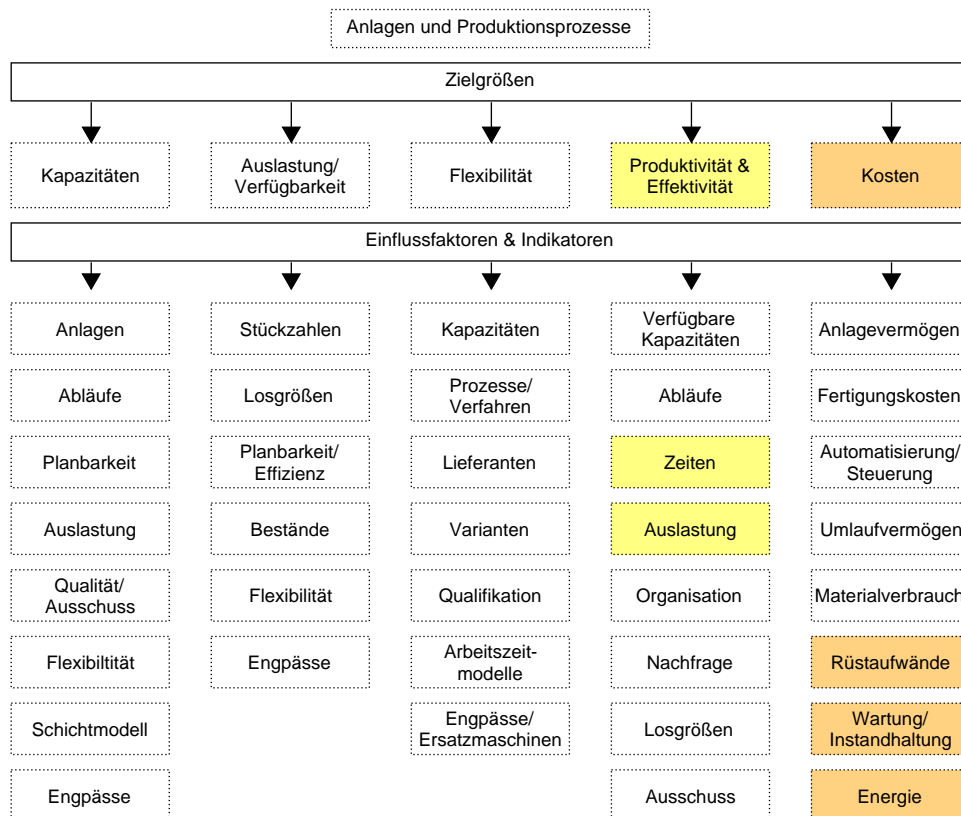 Anlagen und Produktionsprozesse
Zielgrößen
Kapazitäten
Auslastung/
Verfügbarkeit
Flexibilität
Produktivität &
Effektivität
Kosten
Einflussfaktoren & Indikatoren
Anlagen
Stückzahlen
Kapazitäten
Verfügbare
Kapazitäten
Anlagevermögen
Abläufe
Losgrößen
Prozesse/
Verfahren
Abläufe
Fertigungskosten
Planbarkeit
Planbarkeit/
Effizienz
Lieferanten
Zeiten
Automatisierung/
Steuerung
Auslastung
Bestände
Varianten
Auslastung
Umlaufvermögen
Qualität/
Ausschuss
Flexibilität
Qualifikation
Organisation
Materialverbrauch
Flexibiltität
Engpässe
Arbeitszeit-
modelle
Nachfrage
Rüstaufwände
Schichtmodell
Engpässe/
Ersatzmaschinen
Losgrößen
Wartung/
Instandhaltung
Engpässe
Ausschuss
Energie